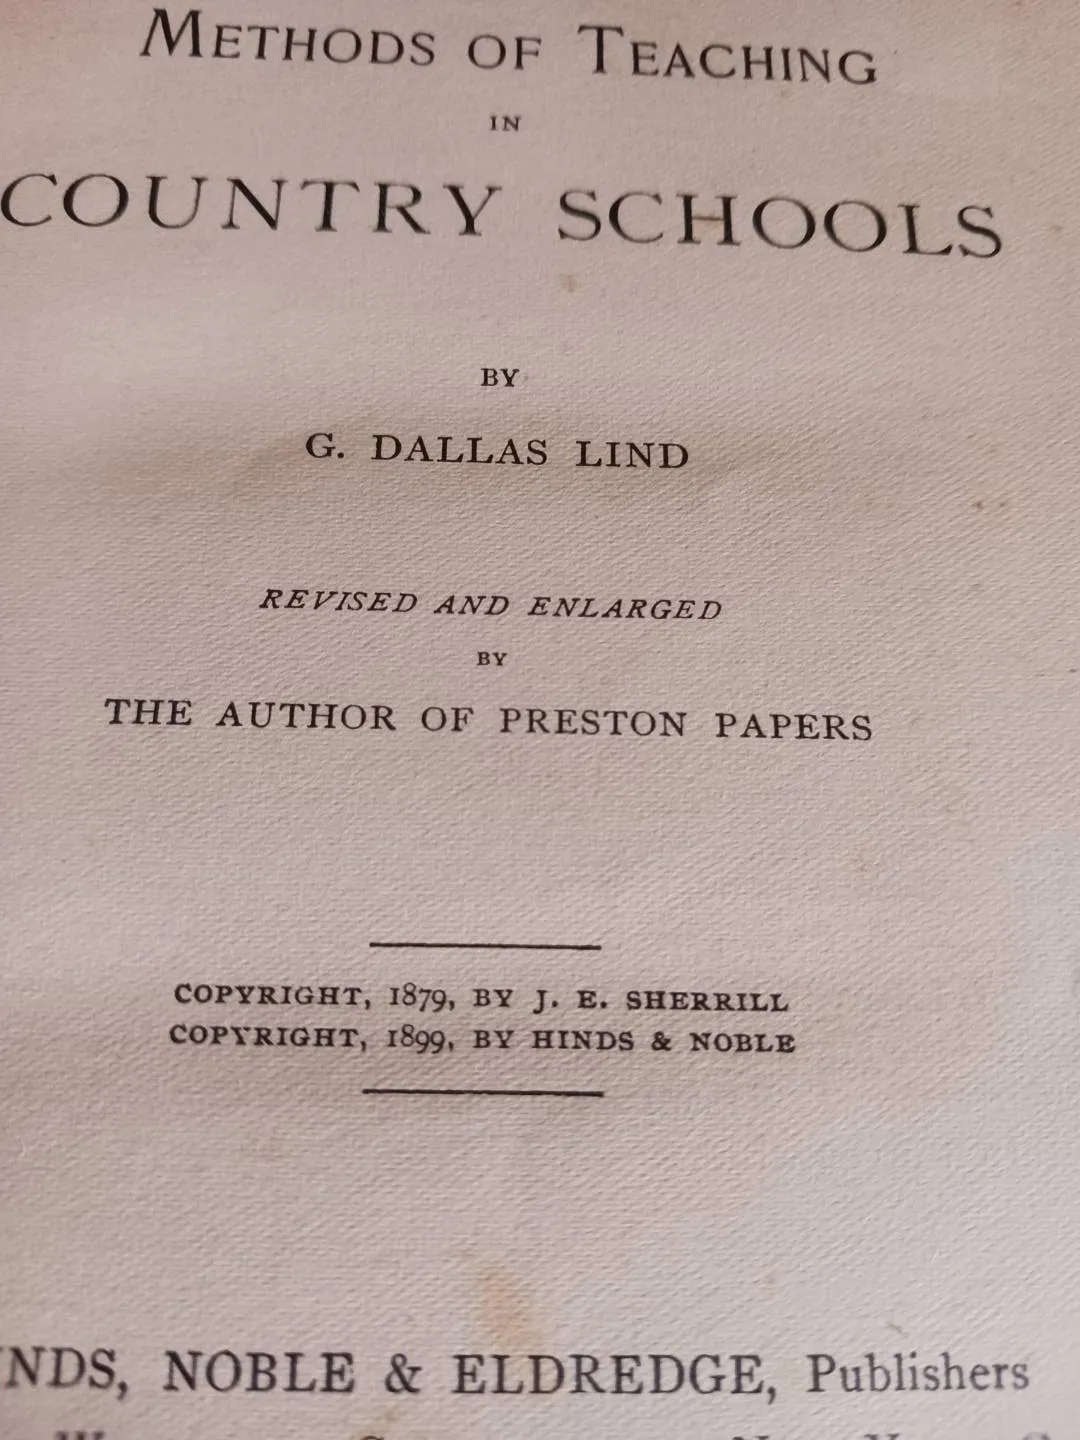 METHODS OF TEACHING
IN
COUNTRY SCHOOLS
BY
G. DALLAS LIND
REVISED AND ENLARGED
BY
THE AUTHOR OF PRESTON PAPERS
COPYRIGHT, 1879, BY J. E. SHERRILL
COPYRIGHT, 1899, BY HINDS & NOBLE
NDS, NOBLE & ELDREDGE, Publishers